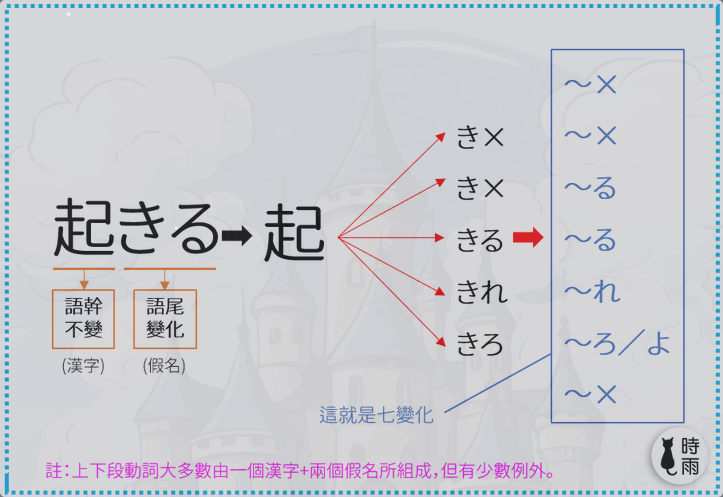 起きる➡起
語幹
不變
(漢字)
語尾
變化
(假名)
き×
き×
きる
きれ
きろ
～×
～×
～る
～る
～れ
～ろ／よ
～×
這就是七變化
註：上下段動詞大多數由一個漢字+兩個假名所組成，但有少數例外。
時
雨